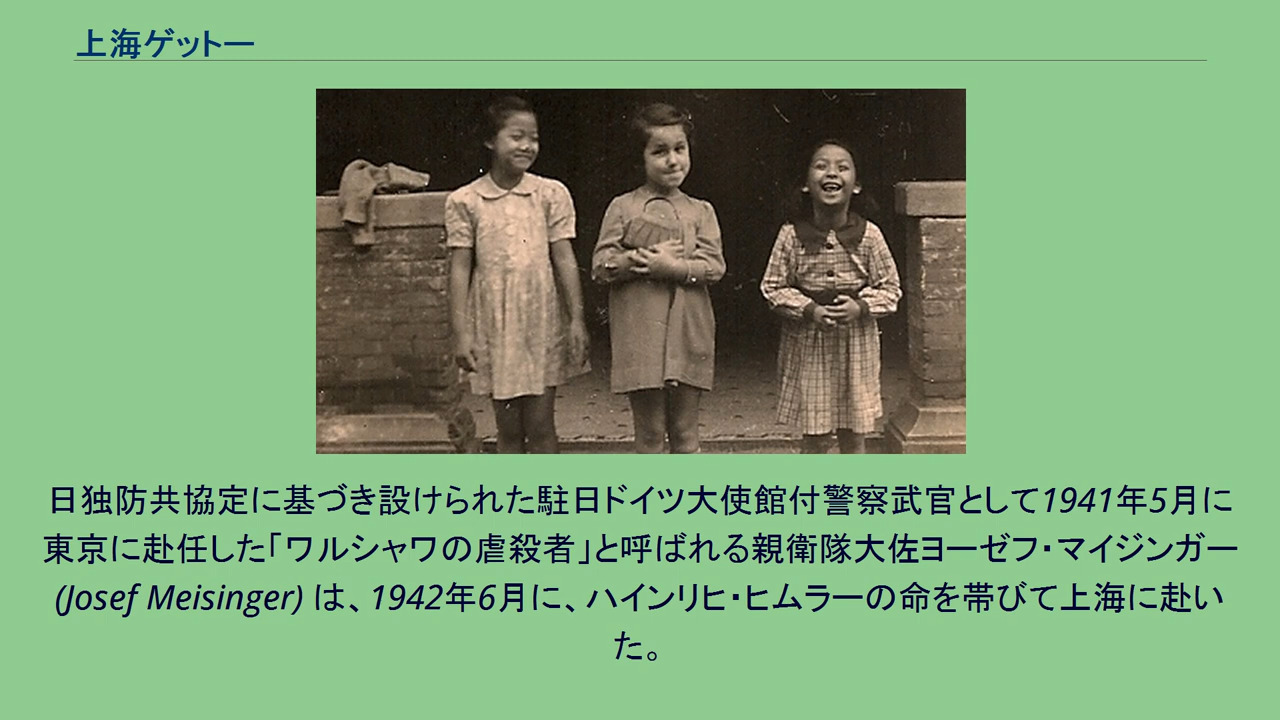 上海ゲットー
日独防共協定に基づき設けられた駐日ドイツ大使館付警察武官として1941年5月に
東京に赴任した「ワルシャワの虐殺者」と呼ばれる親衛隊大佐ヨーゼフ・マイジンガー
(Josef Meisinger) は、1942年6月に、ハインリヒ・ヒムラーの命を帯びて上海に赴い
た。